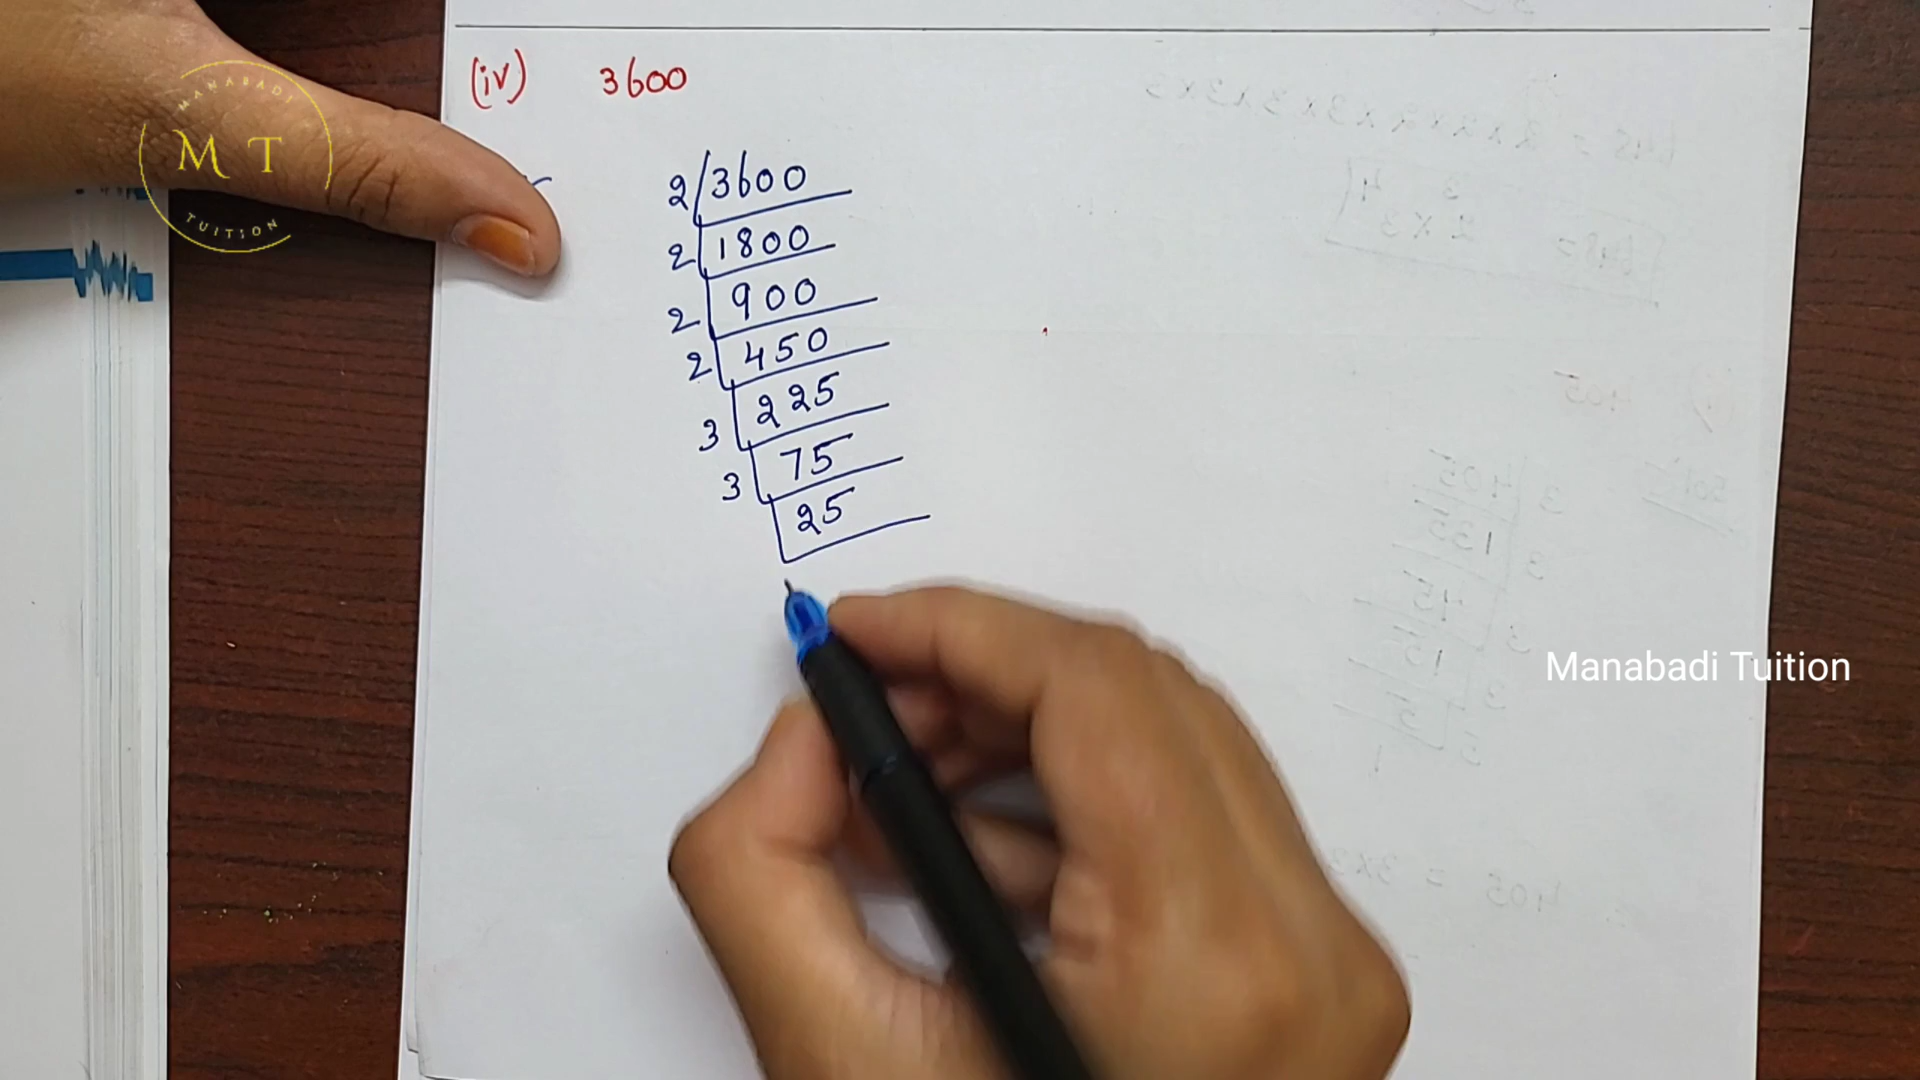 (iv) 3600
2 3600
2 1800
2 900
2 450
3 225
3 75
25
MANABADI
M T
TUITION
Manabadi Tuition